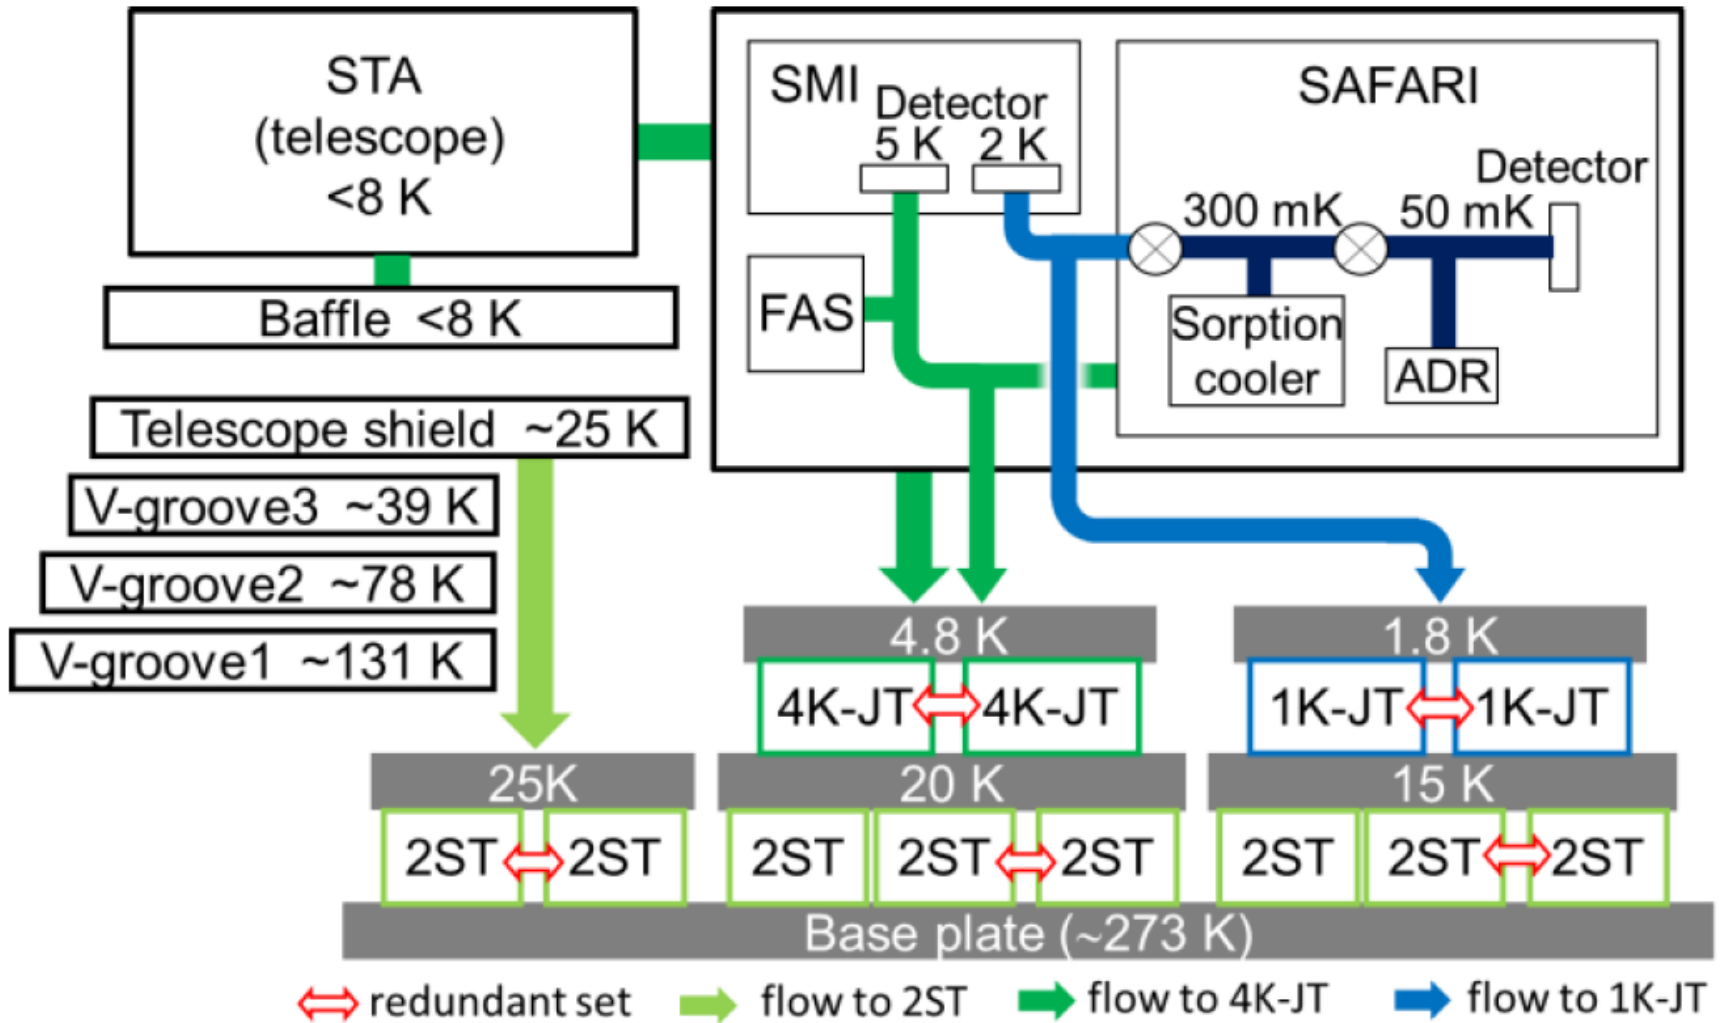 STA
(telescope)
<8 K
Baffle <8 K
Telescope shield ~25 K
V-groove3 ~39 K
V-groove2 ~78 K
V-groove1 ~131 K
SMI
Detector
5 K 2 K
FAS
SAFARI
Detector
300 mK 50 mK
Sorption
cooler
ADR
4.8 K
1.8 K
4K-JT 4K-JT
1K-JT 1K-JT
25K
20 K
15 K
2ST 2ST
2ST 2ST 2ST
2ST 2ST 2ST
Base plate (~273 K)
redundant set
flow to 2ST
flow to 4K-JT
flow to 1K-JT